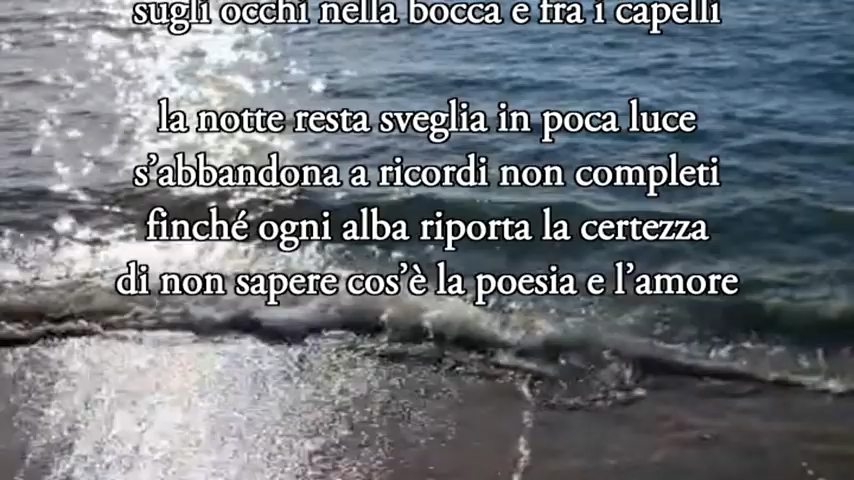 sugli occhi nella bocca e fra i capelli
la notte resta sveglia in poca luce
s’abbandona a ricordi non completi
finché ogni alba riporta la certezza
di non sapere cos’è la poesia e l’amore